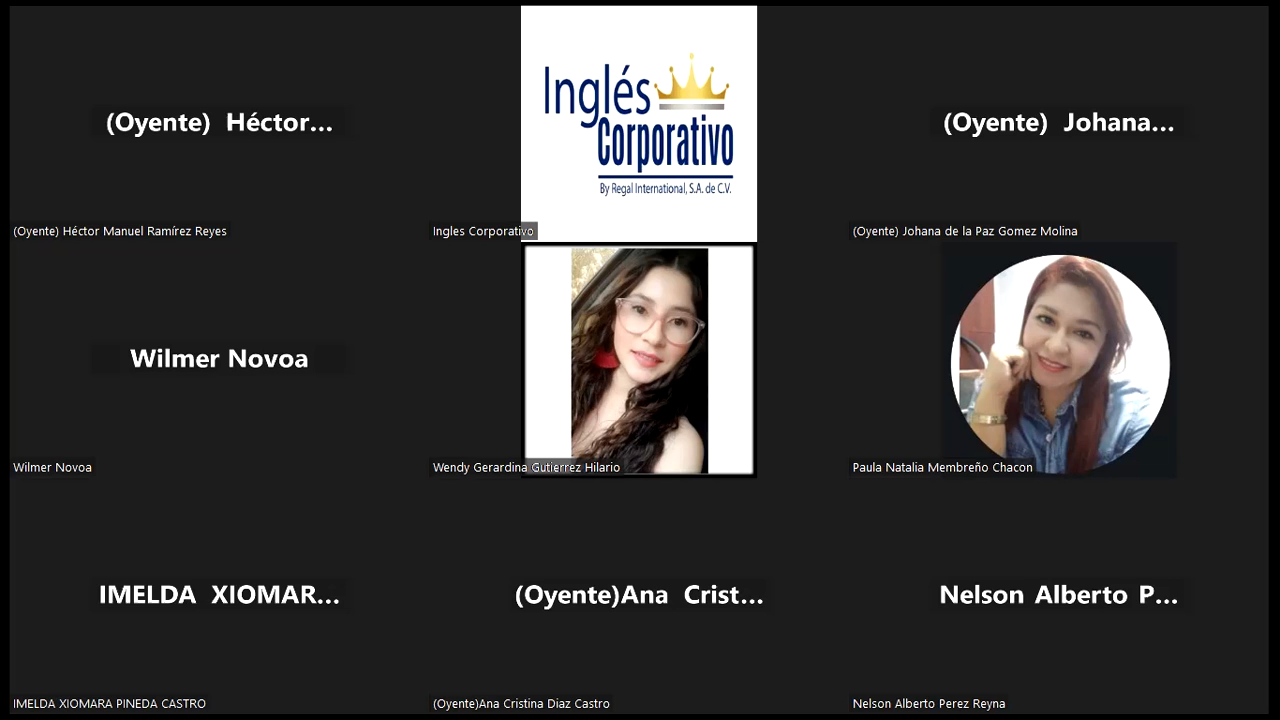 (Oyente) Héctor...
(Oyente) Héctor Manuel Ramírez Reyes
Inglés
Corporativo
By Regal International, S.A. de C.V.
Ingles Corporativo
(Oyente) Johana...
(Oyente) Johana de la Paz Gomez Molina
Wilmer Novoa
Wilmer Novoa
Wendy Gerardina Gutierrez Hilario
Paula Natalia Membreño Chacon
IMELDA XIOMAR...
IMELDA XIOMARA PINEDA CASTRO
(Oyente)Ana Crist...
(Oyente)Ana Cristina Diaz Castro
Nelson Alberto P...
Nelson Alberto Perez Reyna